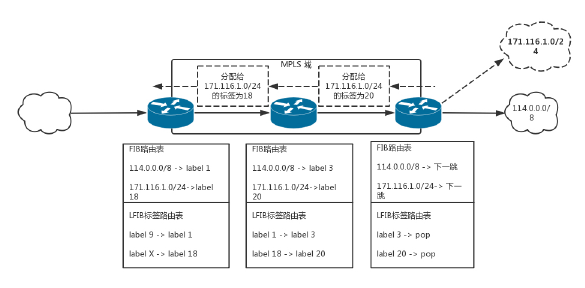 171.116.1.0/2
4
MPLS 域
分配给
171.116.1.0/24
的标签为18
分配给
171.116.1.0/24
的标签为20
114.0.0.0/
8
FIB路由表
114.0.0.0/8 -> label 1
171.116.1.0/24->label
18
LFIB标签路由表
label 9 -> label 1
label X -> label 18
FIB路由表
114.0.0.0/8 -> label 3
171.116.1.0/24->label
20
LFIB标签路由表
label 1 -> label 3
label 18 -> label 20
FIB路由表
114.0.0.0/8 -> 下一跳
171.116.1.0/24-> 下一
跳
LFIB标签路由表
label 3 -> pop
label 20 -> pop